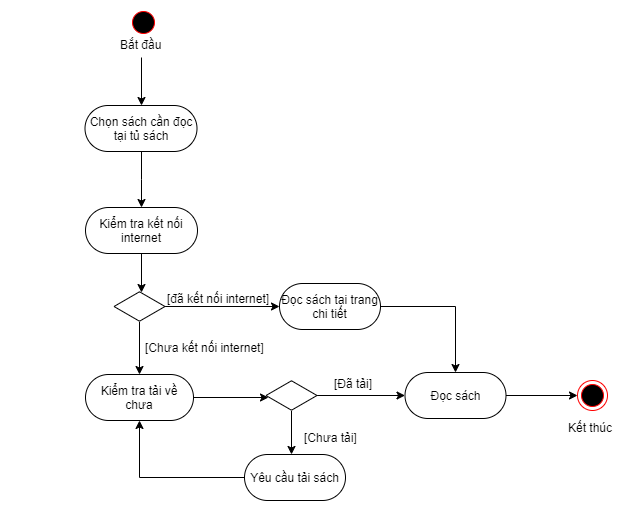 Bắt đầu
Chọn sách cần đọc
tại tủ sách
Kiểm tra kết nối
internet
[đã kết nối internet]
Đọc sách tại trang
chi tiết
[Chưa kết nối internet]
Kiểm tra tải về
chưa
[Đã tải]
Đọc sách
Kết thúc
[Chưa tải]
Yêu cầu tải sách